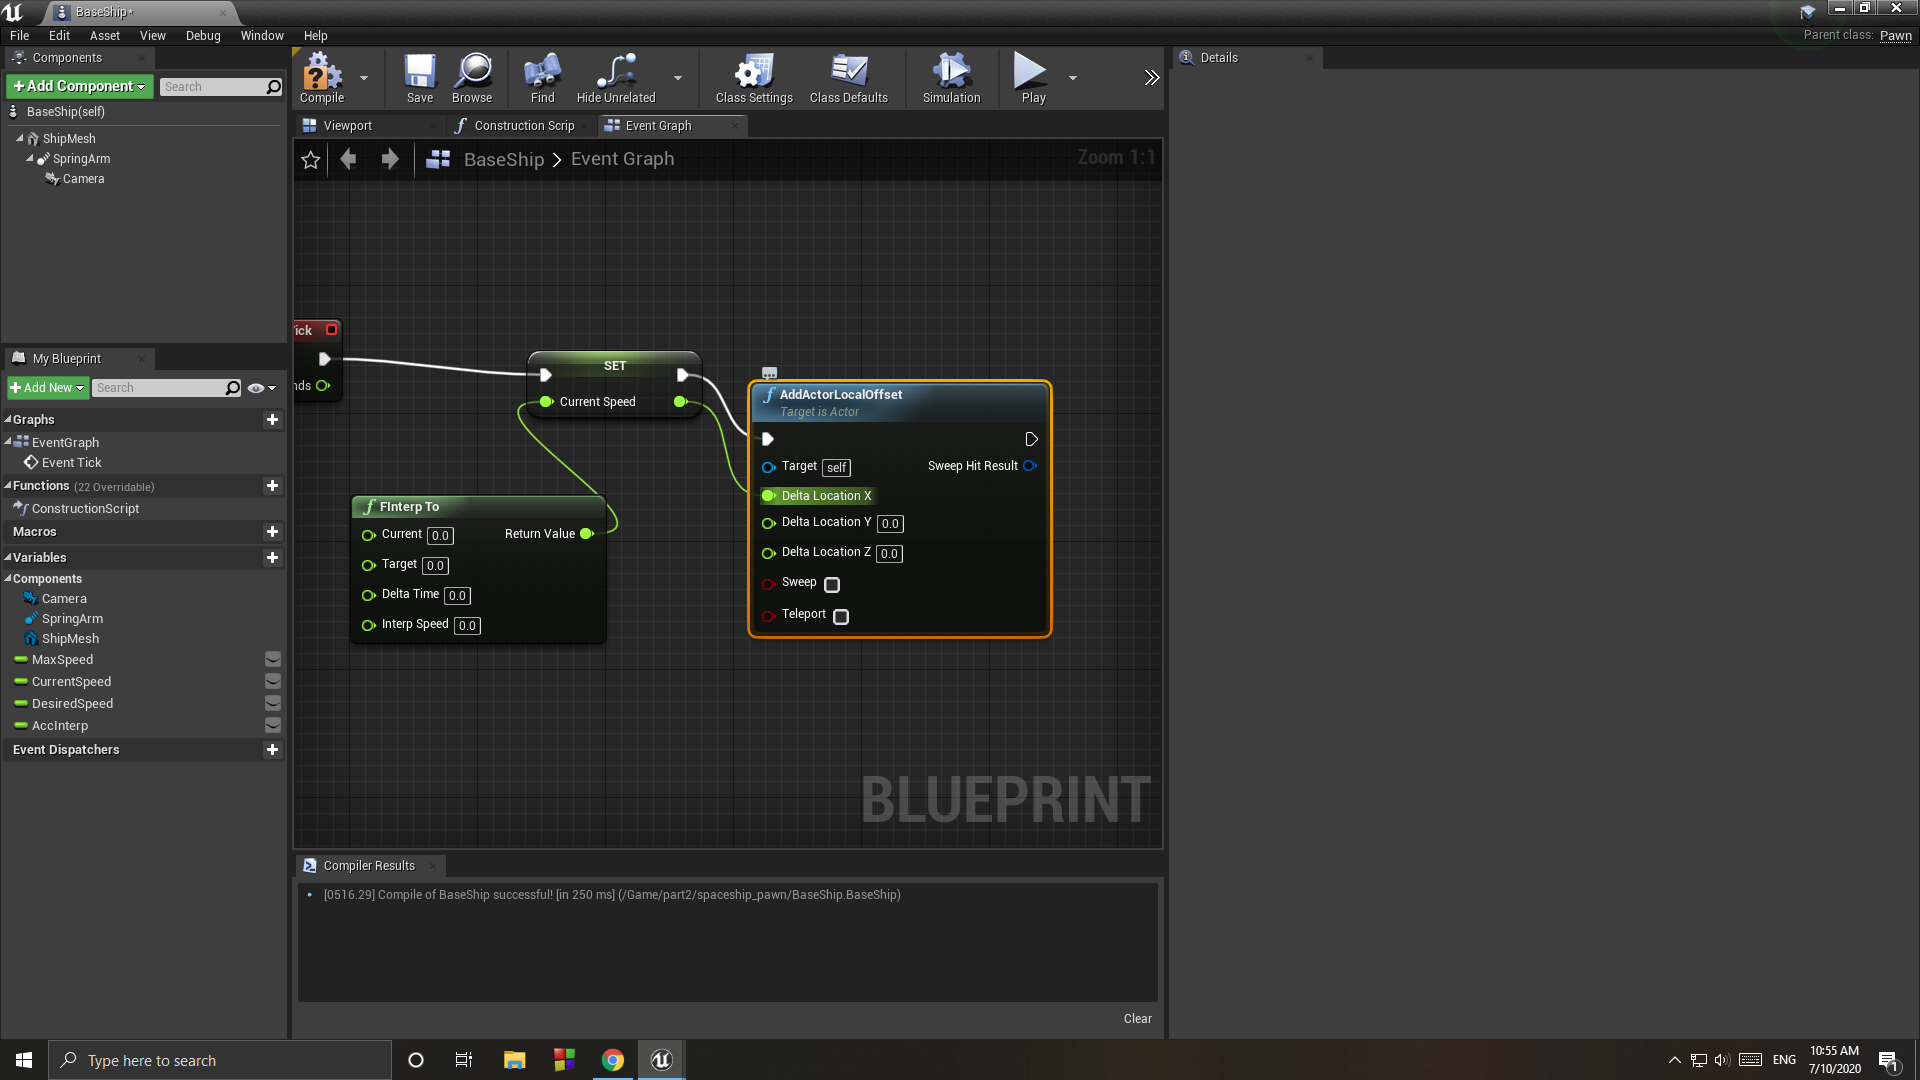 BaseShip*
File Edit Asset View Debug Window Help
Parent class: Pawn
Components
+Add Component
Search
BaseShip(self)
ShipMesh
SpringArm
Camera
Compile
Save
Browse
Find
Hide Unrelated
Class Settings
Class Defaults
Simulation
Play
Details
Viewport
Construction Scrip
Event Graph
BaseShip > Event Graph
Zoom 1:1
My Blueprint
+Add New
Search
Graphs
EventGraph
Event Tick
Functions (22 Overridable)
ConstructionScript
Macros
Variables
Components
Camera
SpringArm
ShipMesh
MaxSpeed
CurrentSpeed
DesiredSpeed
AccInterp
Event Dispatchers
ick
nds
SET
Current Speed
FInterp To
Current 0.0
Return Value
Target 0.0
Delta Time 0.0
Interp Speed 0.0
AddActorLocalOffset
Target is Actor
Target self
Sweep Hit Result
Delta Location X
Delta Location Y 0.0
Delta Location Z 0.0
Sweep
Teleport
BLUEPRINT
Compiler Results
[0516.29] Compile of BaseShip successful! [in 250 ms] (/Game/part2/spaceship_pawn/BaseShip.BaseShip)
Clear
Type here to search
ENG
10:55 AM
7/10/2020
1